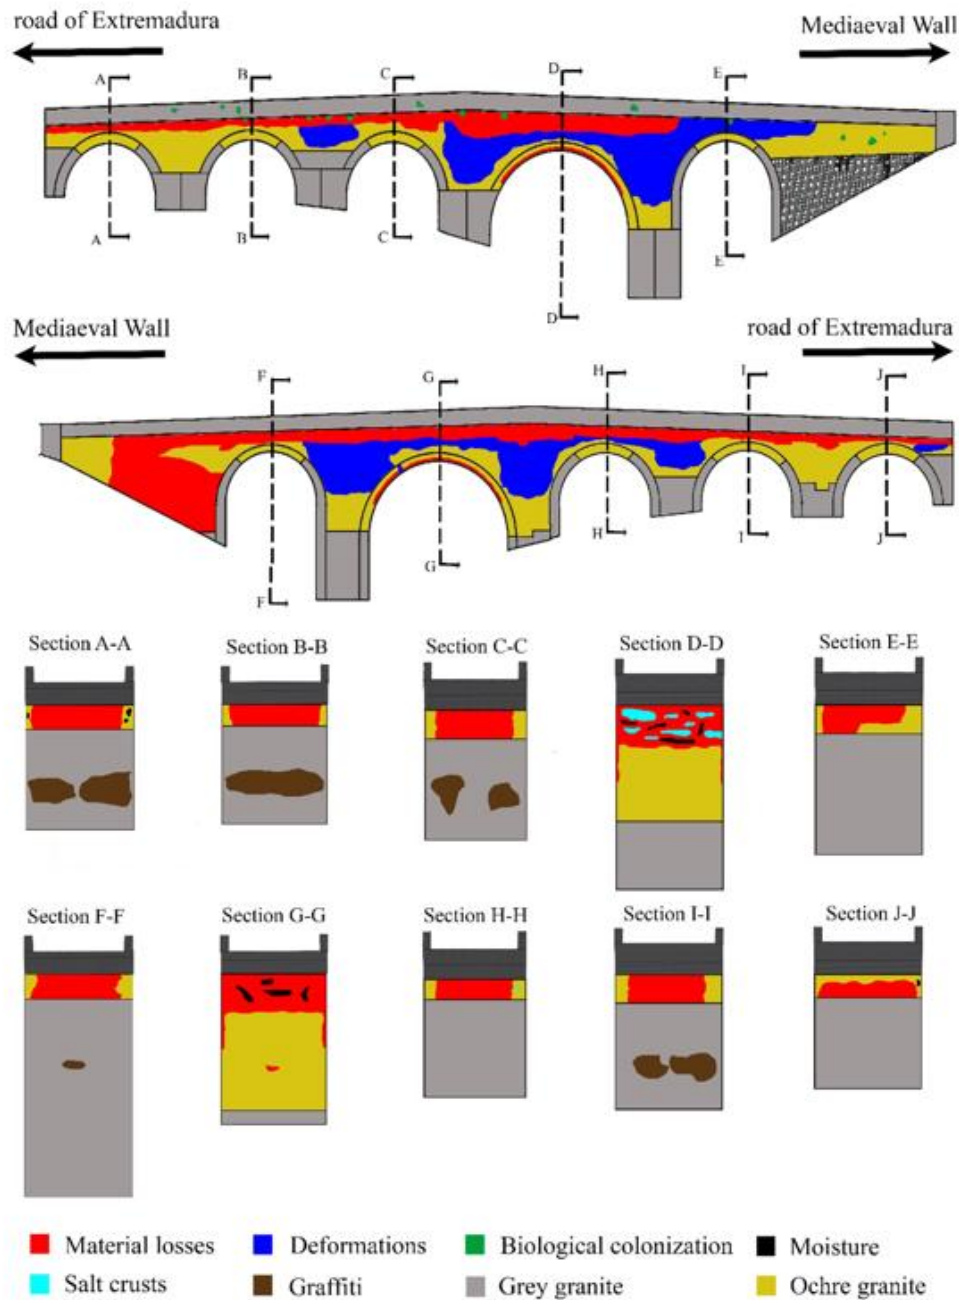 road of Extremadura
Mediaeval Wall
A
B
C
D
E
A
B
C
E
D
Mediaeval Wall
road of Extremadura
F
G
H
I
J
H
I
J
G
F
Section A-A
Section B-B
Section C-C
Section D-D
Section E-E
Section F-F
Section G-G
Section H-H
Section I-I
Section J-J
Material losses
Deformations
Biological colonization
Moisture
Salt crusts
Graffiti
Grey granite
Ochre granite